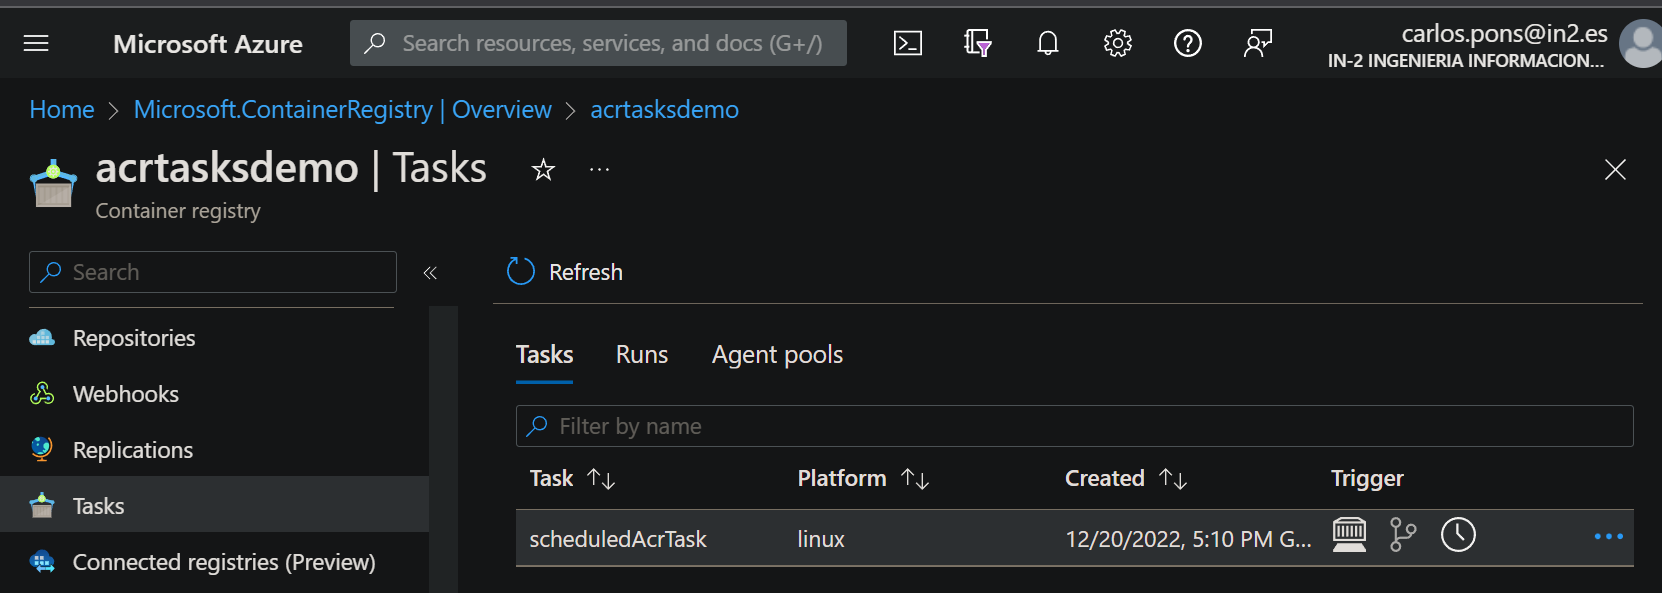 Microsoft Azure
Search resources, services, and docs (G+/)
carlos.pons@in2.es
IN-2 INGENIERIA INFORMACION...
Home > Microsoft.ContainerRegistry | Overview > acrtasksdemo
acrtasksdemo | Tasks
...
Container registry
Search
«
Refresh
Repositories
Webhooks
Replications
Tasks
Connected registries (Preview)
Tasks Runs Agent pools
Filter by name
Task Platform Created Trigger
scheduledAcrTask linux 12/20/2022, 5:10 PM G... ...